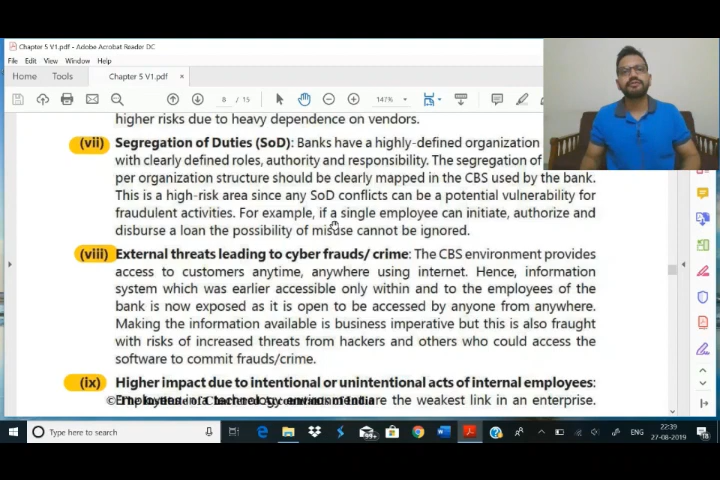 Chapter 5 V1.pdf - Adobe Acrobat Reader DC
File Edit View Window Help
Home Tools Chapter 5 V1.pdf ×
8 / 15 147%
higher risks due to heavy dependence on vendors.
(vii) Segregation of Duties (SoD): Banks have a highly-defined organization
with clearly defined roles, authority and responsibility. The segregation of
per organization structure should be clearly mapped in the CBS used by the bank.
This is a high-risk area since any SoD conflicts can be a potential vulnerability for
fraudulent activities. For example, if a single employee can initiate, authorize and
disburse a loan the possibility of misuse cannot be ignored.
(viii) External threats leading to cyber frauds/ crime: The CBS environment provides
access to customers anytime, anywhere using internet. Hence, information
system which was earlier accessible only within and to the employees of the
bank is now exposed as it is open to be accessed by anyone from anywhere.
Making the information available is business imperative but this is also fraught
with risks of increased threats from hackers and others who could access the
software to commit frauds/crime.
(ix) Higher impact due to intentional or unintentional acts of internal employees:
Employees in a technology environment are the weakest link in an enterprise.
Type here to search
99+
ENG
22:39
27-08-2019
18